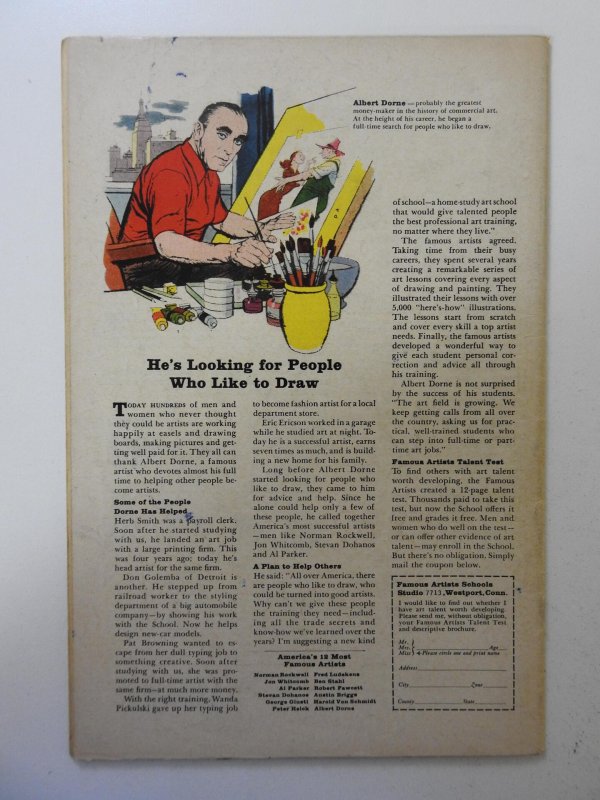 Albert Dorne — probably the greatest
money-maker in the history of commercial art.
At the height of his career, he began a
full-time search for people who like to draw,
He's Looking for People
Who Like to Draw
TODAY HUNDREDS of men and
women who never thought
they could be artists are working
happily at easels and drawing
boards, making pictures and get-
ting well paid for it. They all can
thank Albert Dorne, a famous
artist who devotes almost his full
time to helping other people be-
come artists.
Some of the People
Dorne Has Helped
Herb Smith was a payroll clerk.
Soon after he started studying
with us, he landed an art job
with a large printing firm. This
was four years ago; today he's
head artist for the same firm.
Don Golemba of Detroit is
another. He stepped up from
railroad worker to the styling
department of a big automobile
company—by showing his work
with the School. Now he helps
design new-car models.
Pat Browning wanted to es-
cape from her dull typing job to
something creative. Soon after
studying with us, she was pro-
moted to full-time artist with the
same firm—at much more money.
With the right training, Wanda
Pickulski gave up her typing job
to become fashion artist for a local
department store.
Eric Ericson worked in a garage
while he studied art at night. To-
day he is a successful artist, earns
seven times as much, and is build-
ing a new home for his family.
Long before Albert Dorne
started looking for people who
like to draw, they came to him
for advice and help. Since he
alone could help only a few of
these people, he called together
America's most successful artists
—men like Norman Rockwell,
Jon Whitcomb, Stevan Dohanos
and Al Parker.
A Plan to Help Others
He said: "All over America, there
are people who like to draw, who
could be turned into good artists.
Why can't we give these people
the training they need—includ-
ing all the trade secrets and
know-how we've learned over the
years? I'm suggesting a new kind
America's 12 Most
Famous Artists
Norman Rockwell Fred Ludekens
Jon Whitcomb Ben Stahl
Al Parker Robert Fawcett
Stevan Dohanos Austin Briggs
George Giusti Harold Von Schmidt
Peter Helck Albert Dorne
of school—a home-study art school
that would give talented people
the best professional art training,
no matter where they live."
The famous artists agreed.
Taking time from their busy
careers, they spent several years
creating a remarkable series of
art lessons covering every aspect
of drawing and painting. They
illustrated their lessons with over
5,000 "here's-how" illustrations.
The lessons start from scratch
and cover every skill a top artist
needs. Finally, the famous artists
developed a wonderful way to
give each student personal cor-
rection and advice all through
his training.
Albert Dorne is not surprised
by the success of his students.
"The art field is growing. We
keep getting calls from all over
the country, asking us for prac-
tical, well-trained students who
can step into full-time or part-
time art jobs."
Famous Artists Talent Test
To find others with art talent
worth developing, the Famous
Artists created a 12-page talent
test. Thousands paid to take this
test, but now the School offers it
free and grades it free. Men and
women who do well on the test—
or can offer other evidence of art
talent—may enroll in the School.
But there's no obligation. Simply
mail the coupon below.
Famous Artists Schools
Studio 7713, Westport, Conn.
I would like to find out whether I
have art talent worth developing.
Please send me, without obligation,
your Famous Artists Talent Test
and descriptive brochure.
Mr.
Mrs. Age
Miss Please circle one and print name
Address
City Zone
County State